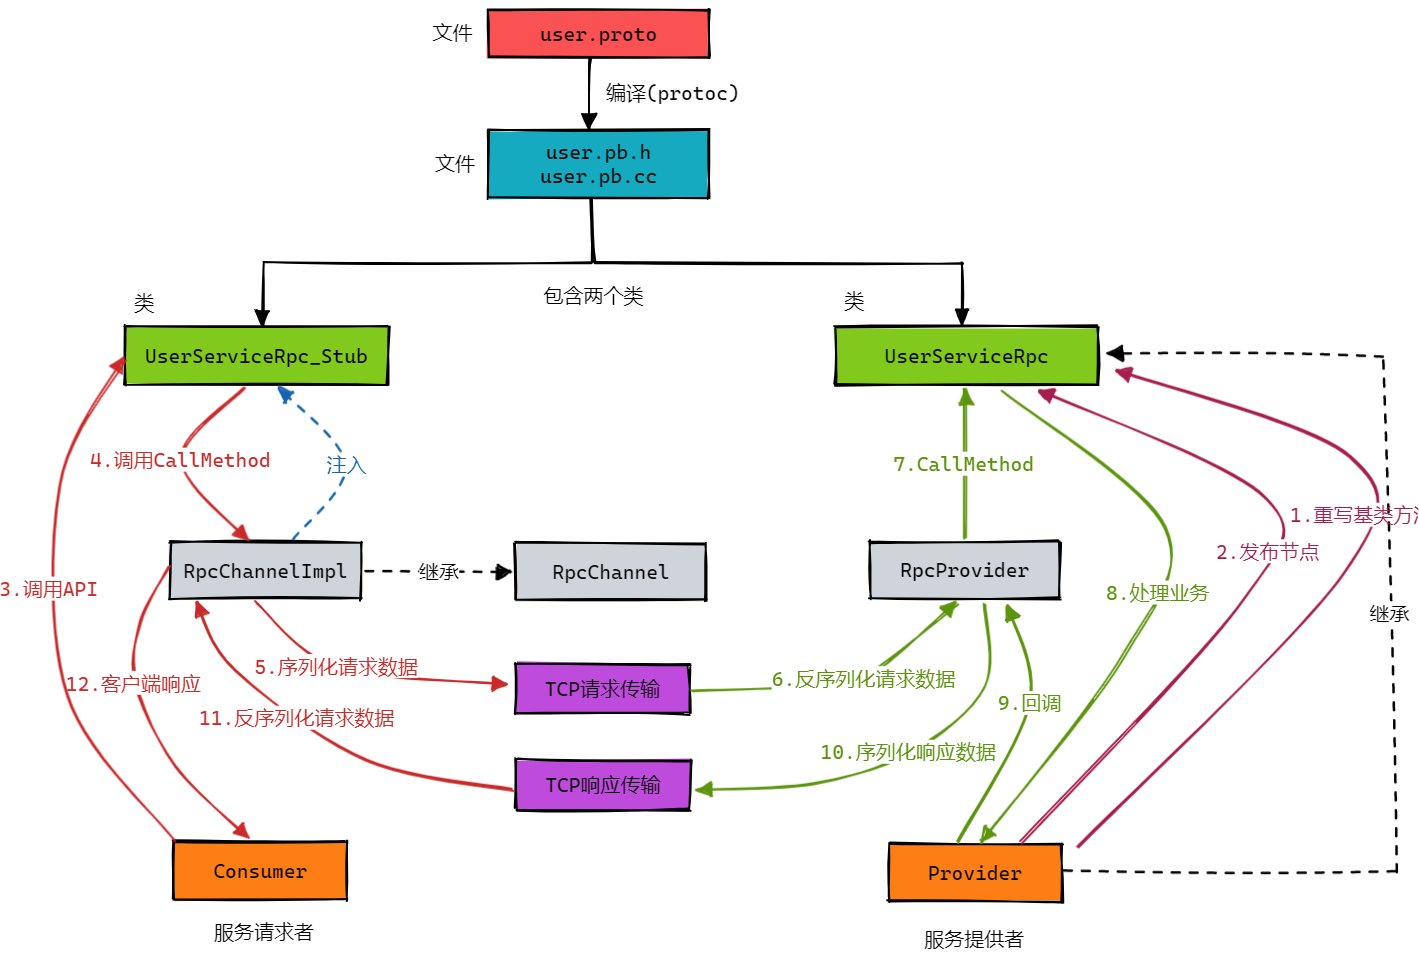 文件
user.proto
编译(protoc)
文件
user.pb.h
user.pb.cc
包含两个类
类
类
UserServiceRpc_Stub
UserServiceRpc
4.调用CallMethod
注入
7.CallMethod
1.重写基类方
2.发布节点
RpcChannelImpl
继承
RpcChannel
RpcProvider
3.调用API
8.处理业务
继承
5.序列化请求数据
12.客户端响应
TCP请求传输
6.反序列化请求数据
9.回调
11.反序列化请求数据
10.序列化响应数据
TCP响应传输
Consumer
Provider
服务请求者
服务提供者